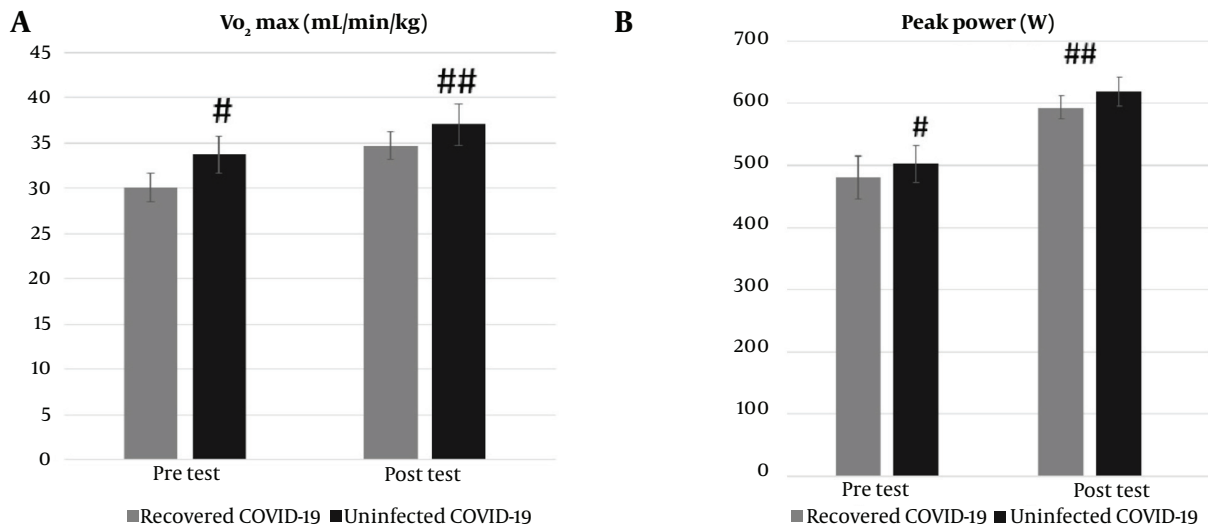 A
Vo₂ max (mL/min/kg)
45
40
35
30
25
20
15
10
5
0
#
##
Pre test
Post test
Recovered COVID-19 Uninfected COVID-19
B
Peak power (W)
700
600
500
400
300
200
100
0
#
##
Pre test
Post test
Recovered COVID-19 Uninfected COVID-19